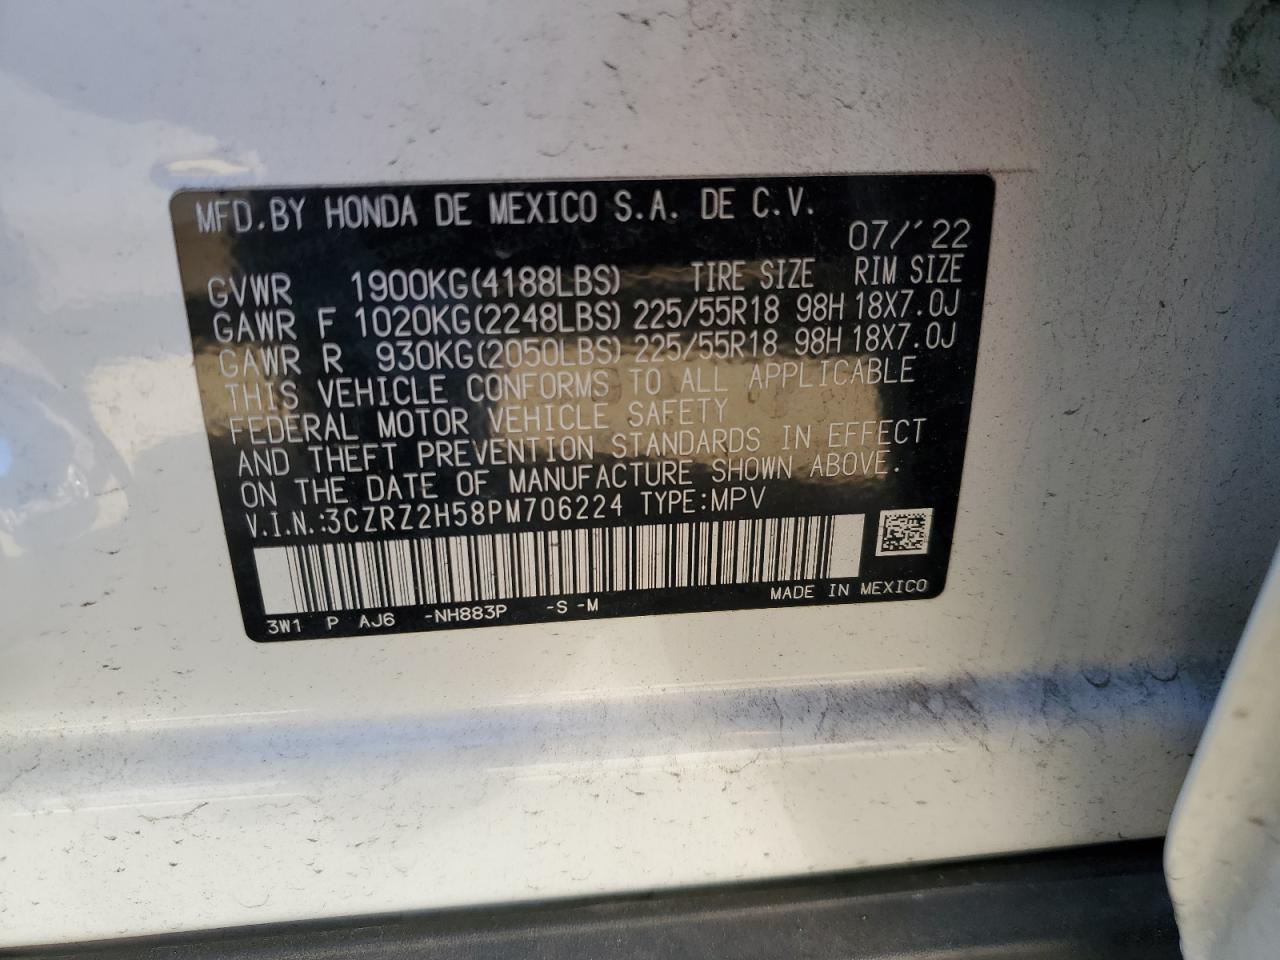 MFD.BY HONDA DE MEXICO S.A. DE C.V.
07/'22
GVWR 1900KG(4188LBS) TIRE SIZE RIM SIZE
GAWR F 1020KG(2248LBS) 225/55R18 98H 18X7.0J
GAWR R 930KG(2050LBS) 225/55R18 98H 18X7.0J
THIS VEHICLE CONFORMS TO ALL APPLICABLE
FEDERAL MOTOR VEHICLE SAFETY
AND THEFT PREVENTION STANDARDS IN EFFECT
ON THE DATE OF MANUFACTURE SHOWN ABOVE.
V.I.N.:3CZRZ2H58PM706224 TYPE:MPV
MADE IN MEXICO
3W1 P AJ6 -NH883P -S -M